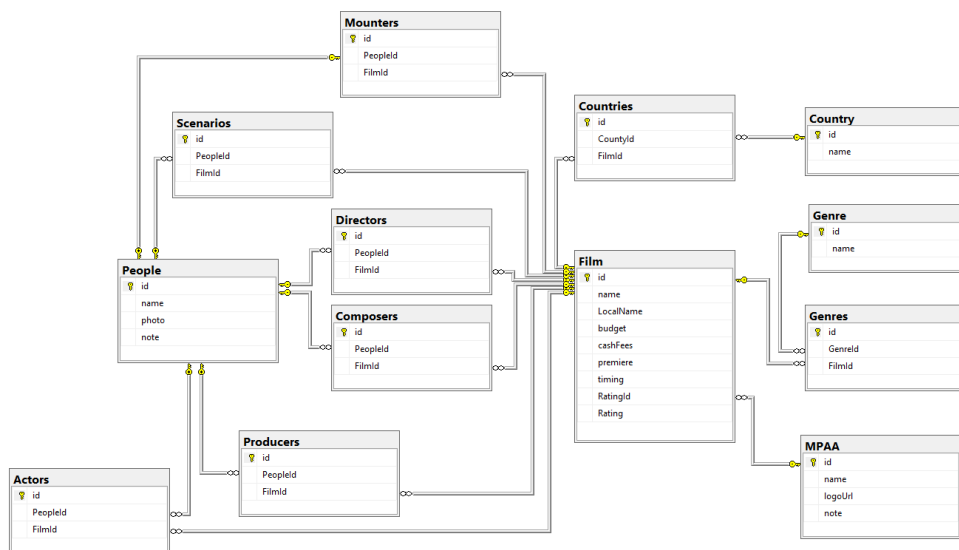 Mounters
id
PeopleId
FilmId
Scenarios
id
PeopleId
FilmId
Directors
id
PeopleId
FilmId
People
id
name
photo
note
Composers
id
PeopleId
FilmId
Producers
id
PeopleId
FilmId
Actors
id
PeopleId
FilmId
Countries
id
CountyId
FilmId
Country
id
name
Genre
id
name
Film
id
name
LocalName
budget
cashFees
premiere
timing
RatingId
Rating
Genres
id
GenreId
FilmId
MPAA
id
name
logoUrl
note